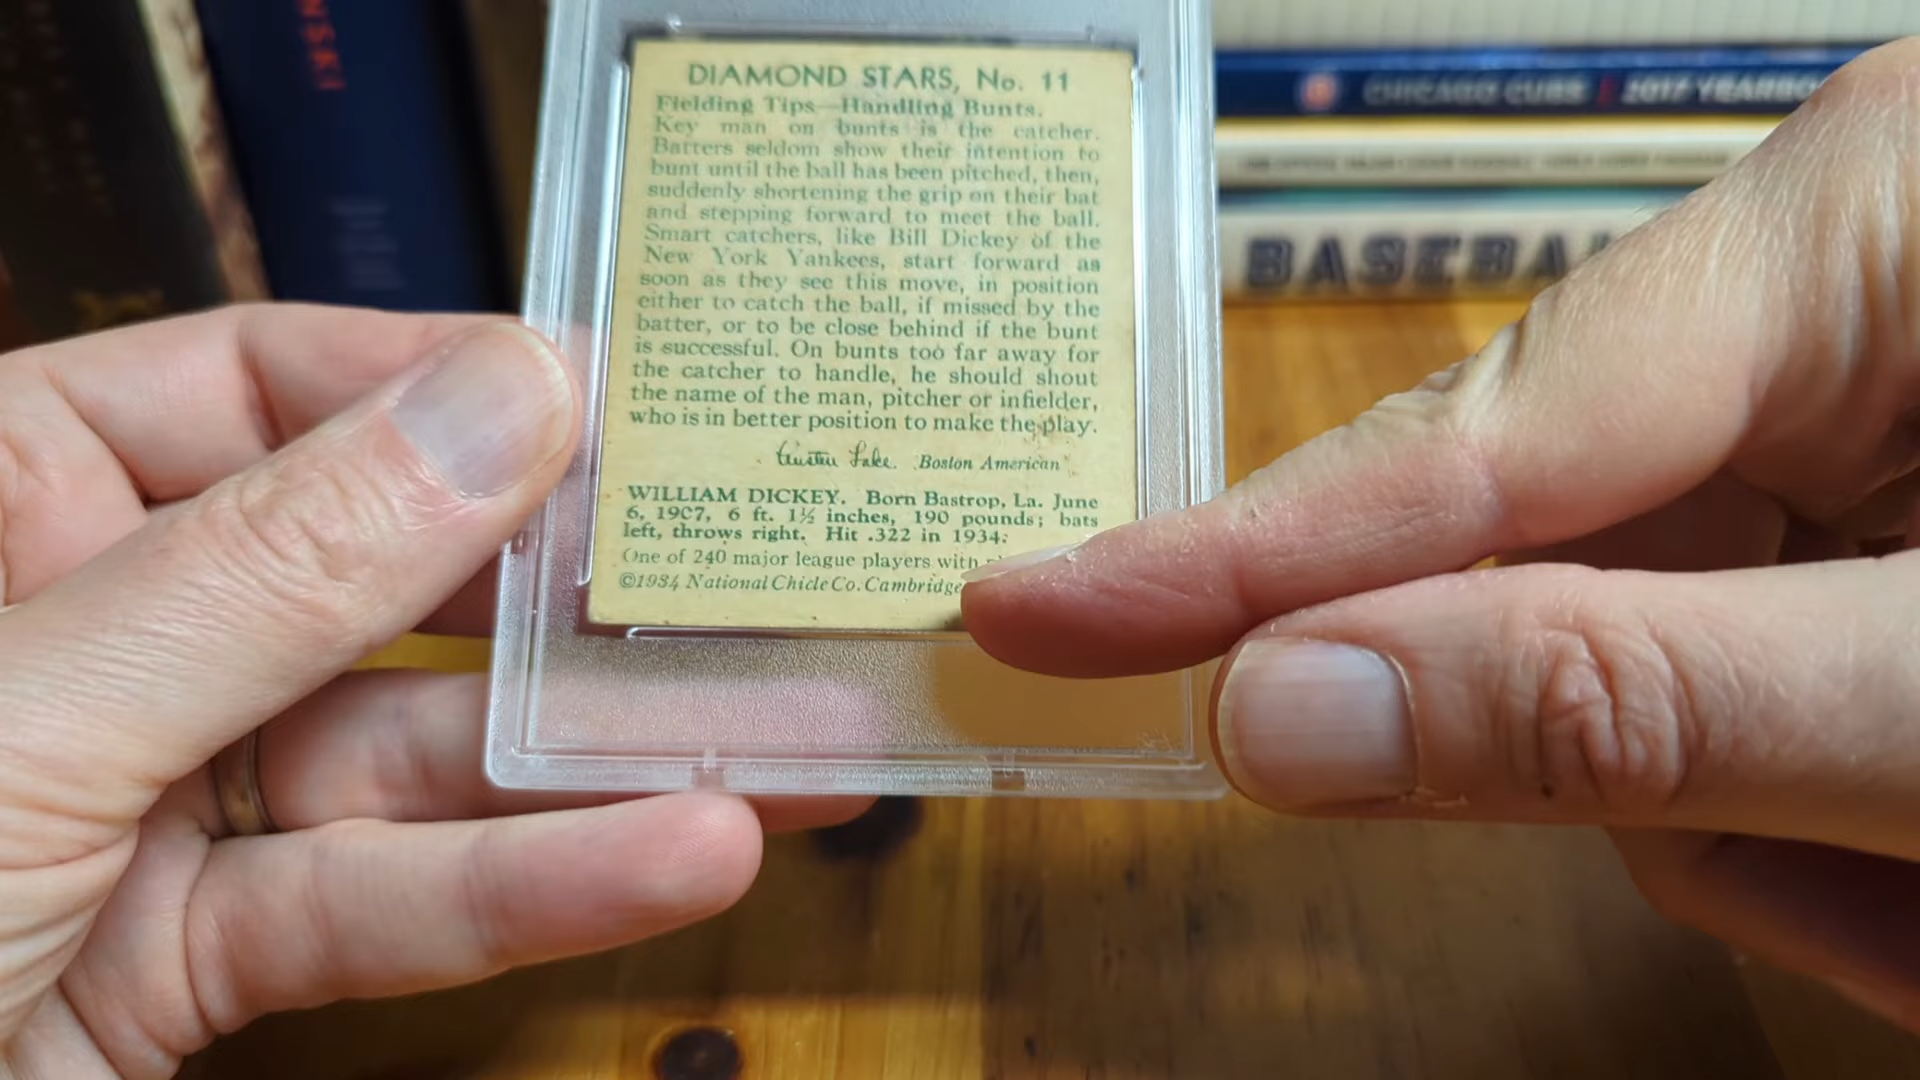 NSKI
CHICAGO CUBS | 2017 YEARBO
BASEBA
DIAMOND STARS, No. 11
Fielding Tips—Handling Bunts.
Key man on bunts is the catcher.
Batters seldom show their intention to
bunt until the ball has been pitched, then,
suddenly shortening the grip on their bat
and stepping forward to meet the ball.
Smart catchers, like Bill Dickey of the
New York Yankees, start forward as
soon as they see this move, in position
either to catch the ball, if missed by the
batter, or to be close behind if the bunt
is successful. On bunts too far away for
the catcher to handle, he should shout
the name of the man, pitcher or infielder,
who is in better position to make the play.
Austen Lake. Boston American
WILLIAM DICKEY. Born Bastrop, La. June
6, 1907, 6 ft. 1½ inches, 190 pounds; bats
left, throws right. Hit .322 in 1934.
One of 240 major league players with
©1934 National Chicle Co. Cambridge